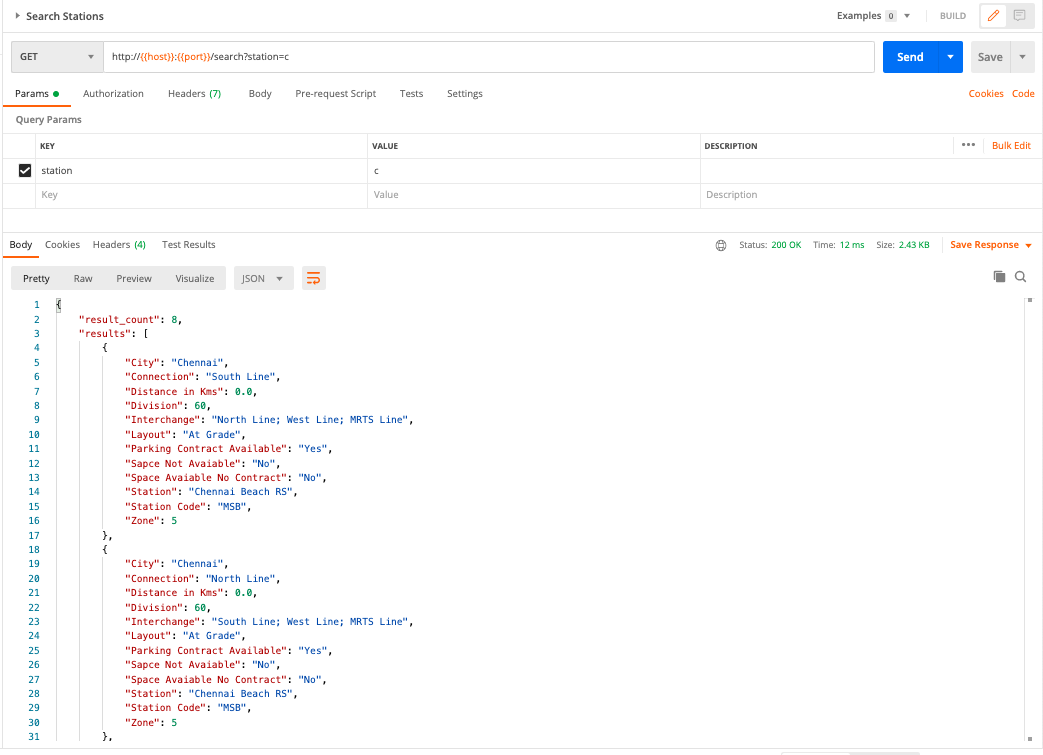 Search Stations
Examples 0
BUILD
GET
http://{{host}}:{{port}}/search?station=c
Send
Save
Params
Authorization
Headers (7)
Body
Pre-request Script
Tests
Settings
Cookies
Code
Query Params
KEY
VALUE
DESCRIPTION
Bulk Edit
station
c
Key
Value
Description
Body
Cookies
Headers (4)
Test Results
Status: 200 OK
Time: 12 ms
Size: 2.43 KB
Save Response
Pretty
Raw
Preview
Visualize
JSON
1 {
2 "result_count": 8,
3 "results": [
4 {
5 "City": "Chennai",
6 "Connection": "South Line",
7 "Distance in Kms": 0.0,
8 "Division": 60,
9 "Interchange": "North Line; West Line; MRTS Line",
10 "Layout": "At Grade",
11 "Parking Contract Available": "Yes",
12 "Sapce Not Avaiable": "No",
13 "Space Avaiable No Contract": "No",
14 "Station": "Chennai Beach RS",
15 "Station Code": "MSB",
16 "Zone": 5
17 },
18 {
19 "City": "Chennai",
20 "Connection": "North Line",
21 "Distance in Kms": 0.0,
22 "Division": 60,
23 "Interchange": "South Line; West Line; MRTS Line",
24 "Layout": "At Grade",
25 "Parking Contract Available": "Yes",
26 "Sapce Not Avaiable": "No",
27 "Space Avaiable No Contract": "No",
28 "Station": "Chennai Beach RS",
29 "Station Code": "MSB",
30 "Zone": 5
31 },